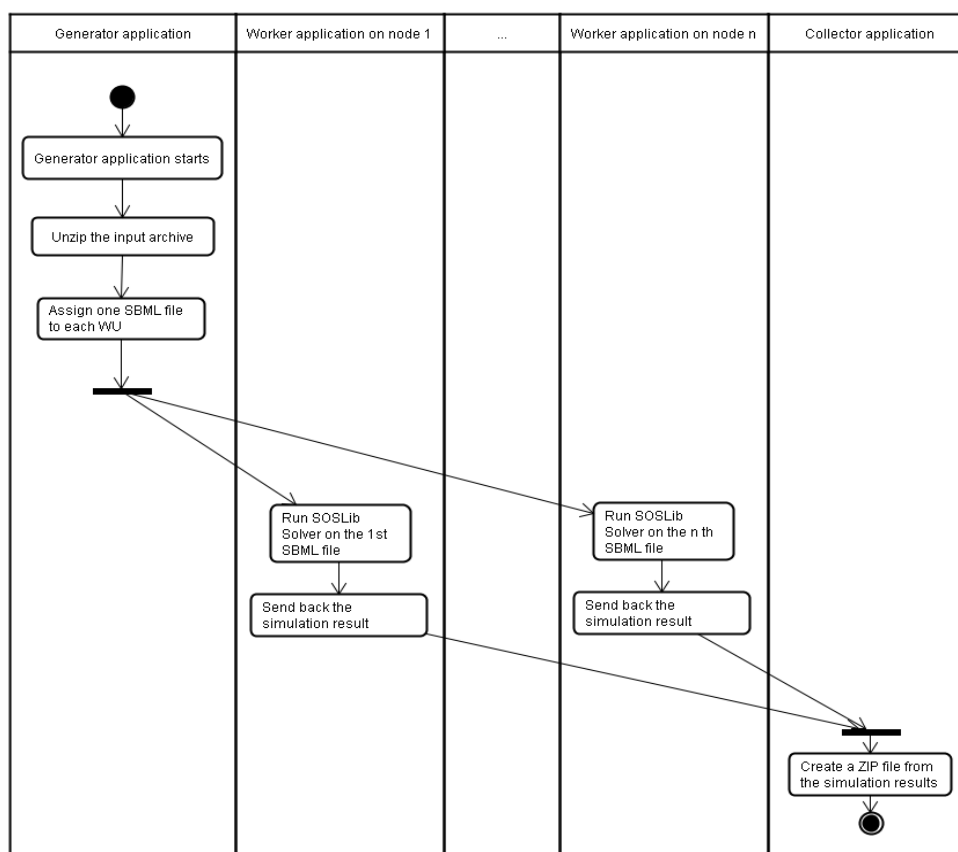 Generator application
Worker application on node 1
...
Worker application on node n
Collector application
Generator application starts
Unzip the input archive
Assign one SBML file
to each WU
Run SOSLib
Solver on the 1st
SBML file
Run SOSLib
Solver on the n th
SBML file
Send back the
simulation result
Send back the
simulation result
Create a ZIP file from
the simulation results